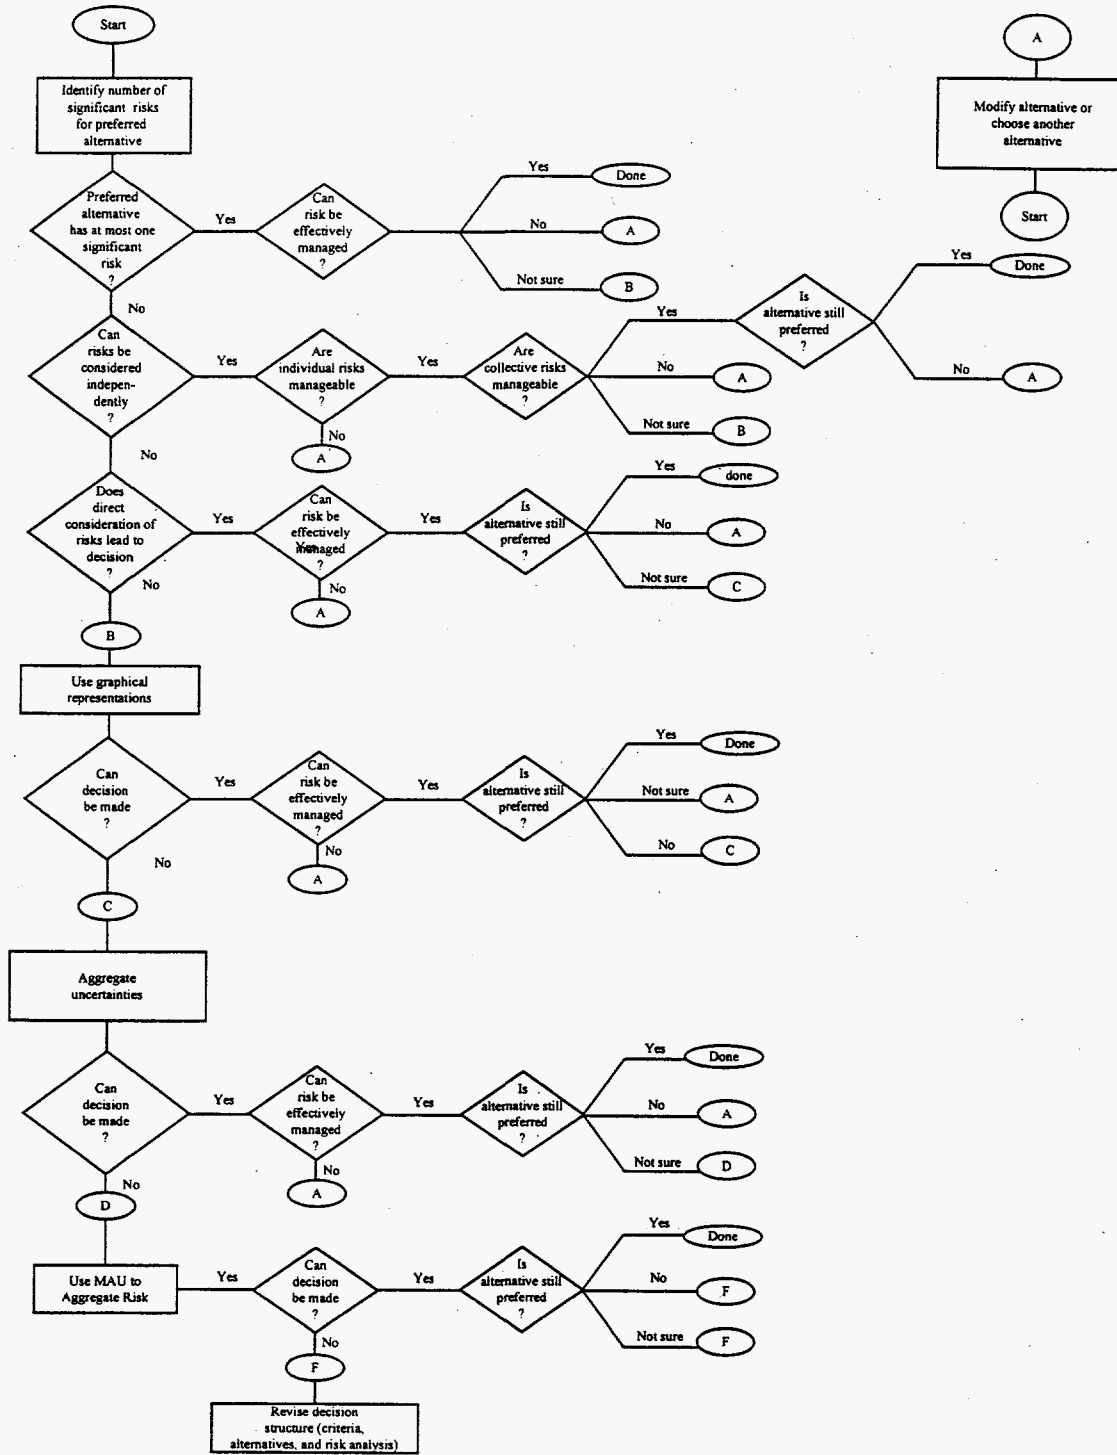 Start
Identify number of
significant risks
for preferred
alternative
A
Modify alternative or
choose another
alternative
Start
Preferred
alternative
has at most one
significant
risk
?
Yes
Can
risk be
effectively
managed
?
Yes
Done
No
A
Not sure
B
No
Can
risks be
considered
indepen-
dently
?
Yes
Are
individual risks
manageable
?
Yes
Are
collective risks
manageable
?
Yes
Is
alternative still
preferred
?
Yes
Done
No
A
No
A
Not sure
B
No
A
No
Does
direct
consideration of
risks lead to
decision
?
Yes
Can
risk be
effectively
managed
Yes
?
Yes
Is
alternative still
preferred
?
Yes
done
No
A
Not sure
C
No
A
No
B
Use graphical
representations
Can
decision
be made
?
Yes
Can
risk be
effectively
managed
?
Yes
Is
alternative still
preferred
?
Yes
Done
Not sure
A
No
C
No
A
No
C
Aggregate
uncertainties
Can
decision
be made
?
Yes
Can
risk be
effectively
managed
?
Yes
Is
alternative still
preferred
?
Yes
Done
No
A
Not sure
D
No
A
No
D
Use MAU to
Aggregate Risk
Yes
Can
decision
be made
?
Yes
Is
alternative still
preferred
?
Yes
Done
No
F
Not sure
F
No
F
Revise decision
structure (criteria,
alternatives, and risk analysis)